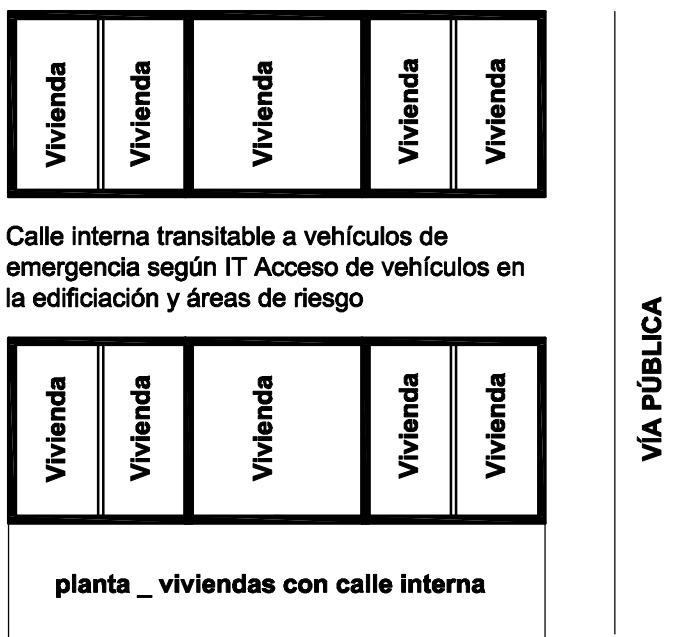 Vivienda
Vivienda
Vivienda
Vivienda
Vivienda
Calle interna transitable a vehículos de
emergencia según IT Acceso de vehículos en
la edificiación y áreas de riesgo
Vivienda
Vivienda
Vivienda
Vivienda
Vivienda
VÍA PÚBLICA
planta _ viviendas con calle interna